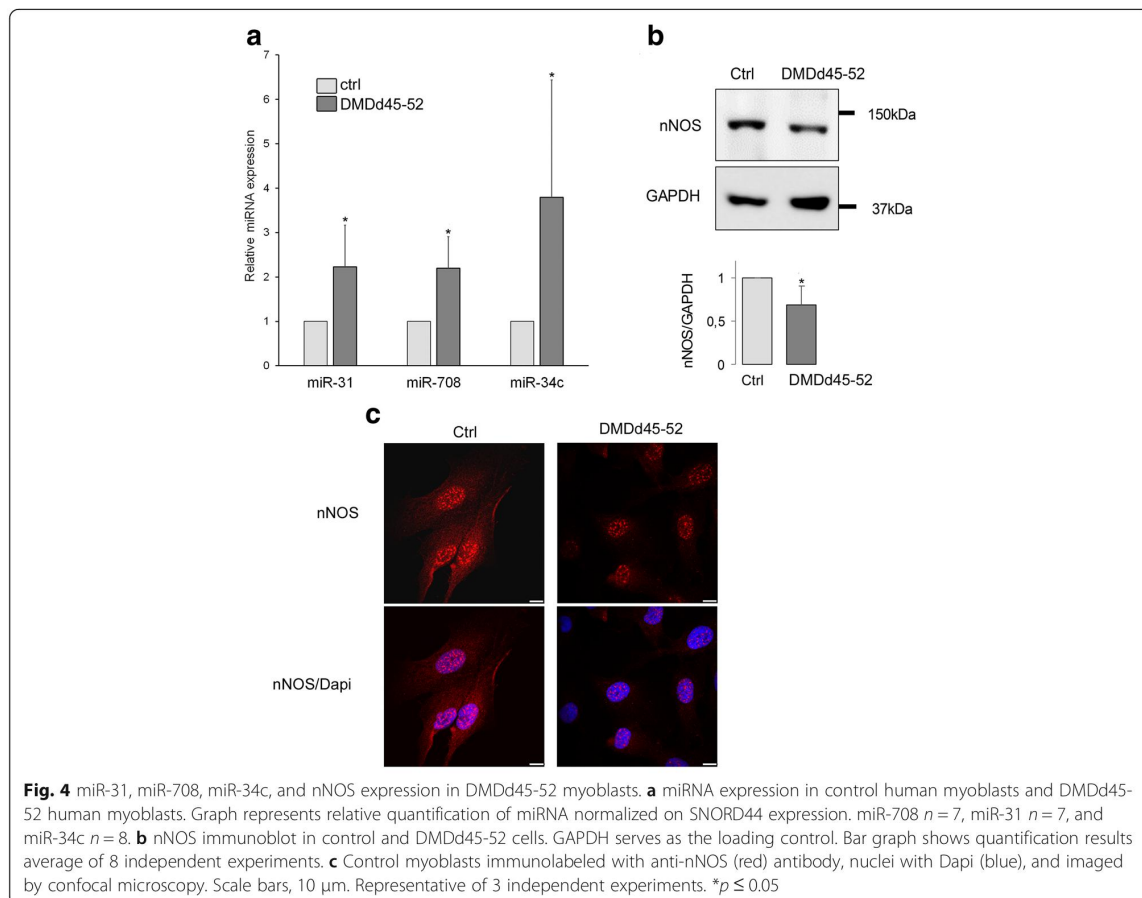 a
7
6
5
4
3
2
1
0
Relative miRNA expression
ctrl
DMDd45-52
*
*
*
miR-31 miR-708 miR-34c
b
Ctrl DMDd45-52
nNOS
150kDa
GAPDH
37kDa
nNOS/GAPDH
1
0,5
0
*
Ctrl DMDd45-52
c
Ctrl DMDd45-52
nNOS
nNOS/Dapi
Fig. 4 miR-31, miR-708, miR-34c, and nNOS expression in DMDd45-52 myoblasts. a miRNA expression in control human myoblasts and DMDd45-
52 human myoblasts. Graph represents relative quantification of miRNA normalized on SNORD44 expression. miR-708 n = 7, miR-31 n = 7, and
miR-34c n = 8. b nNOS immunoblot in control and DMDd45-52 cells. GAPDH serves as the loading control. Bar graph shows quantification results
average of 8 independent experiments. c Control myoblasts immunolabeled with anti-nNOS (red) antibody, nuclei with Dapi (blue), and imaged
by confocal microscopy. Scale bars, 10 μm. Representative of 3 independent experiments. *p ≤ 0.05